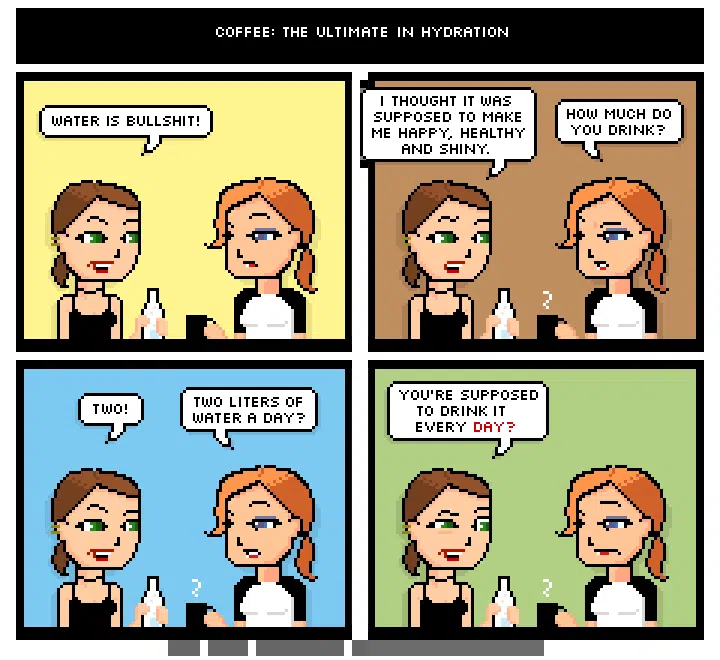 COFFEE: THE ULTIMATE IN HYDRATION
WATER IS BULLSHIT!
I THOUGHT IT WAS
SUPPOSED TO MAKE
ME HAPPY, HEALTHY
AND SHINY.
HOW MUCH DO
YOU DRINK?
TWO!
TWO LITERS OF
WATER A DAY?
YOU'RE SUPPOSED
TO DRINK IT
EVERY DAY?
?
?
?